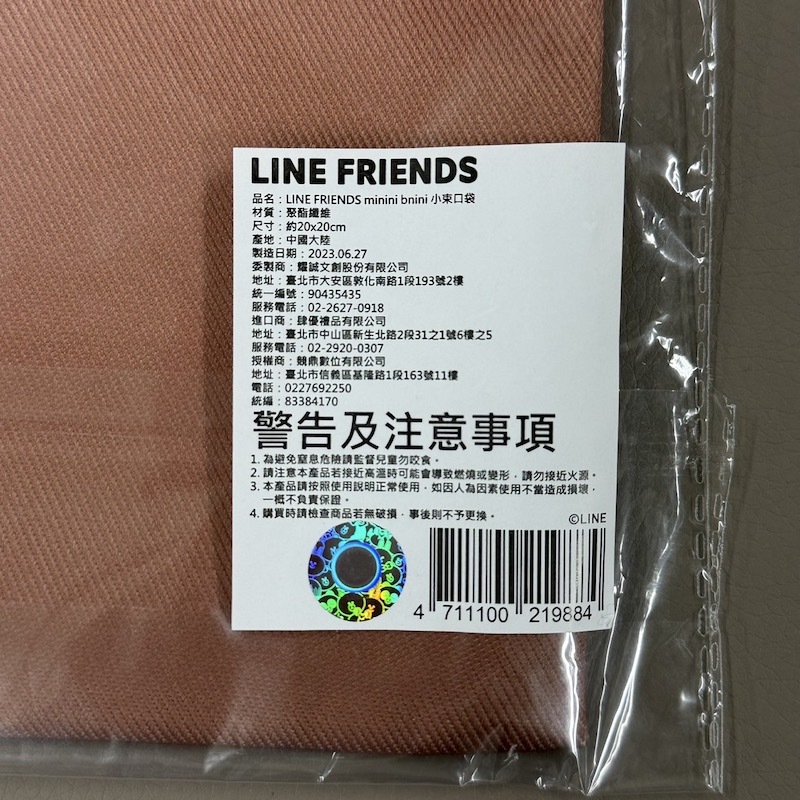 LINE FRIENDS
品名：LINE FRIENDS minini bnini 小束口袋
材質：聚酯纖維
尺寸：約20x20cm
產地：中國大陸
製造日期：2023.06.27
委製商：耀誠文創股份有限公司
地址：臺北市大安區敦化南路1段193號2樓
統一編號：90435435
服務電話：02-2627-0918
進口商：肆優禮品有限公司
地址：臺北市中山區新生北路2段31之1號6樓之5
服務電話：02-2920-0307
授權商：競鼎數位有限公司
地址：臺北市信義區基隆路1段163號11樓
電話：0227692250
統編：83384170
警告及注意事項
1. 為避免窒息危險請監督兒童勿咬食。
2. 請注意本產品若接近高溫時可能會導致燃燒或變形，請勿接近火源。
3. 本產品請按照使用說明正常使用，如因人為因素使用不當造成損壞，
一概不負責保證。
4. 購買時請檢查商品若無破損，事後則不予更換。
©LINE
4 711100 219884